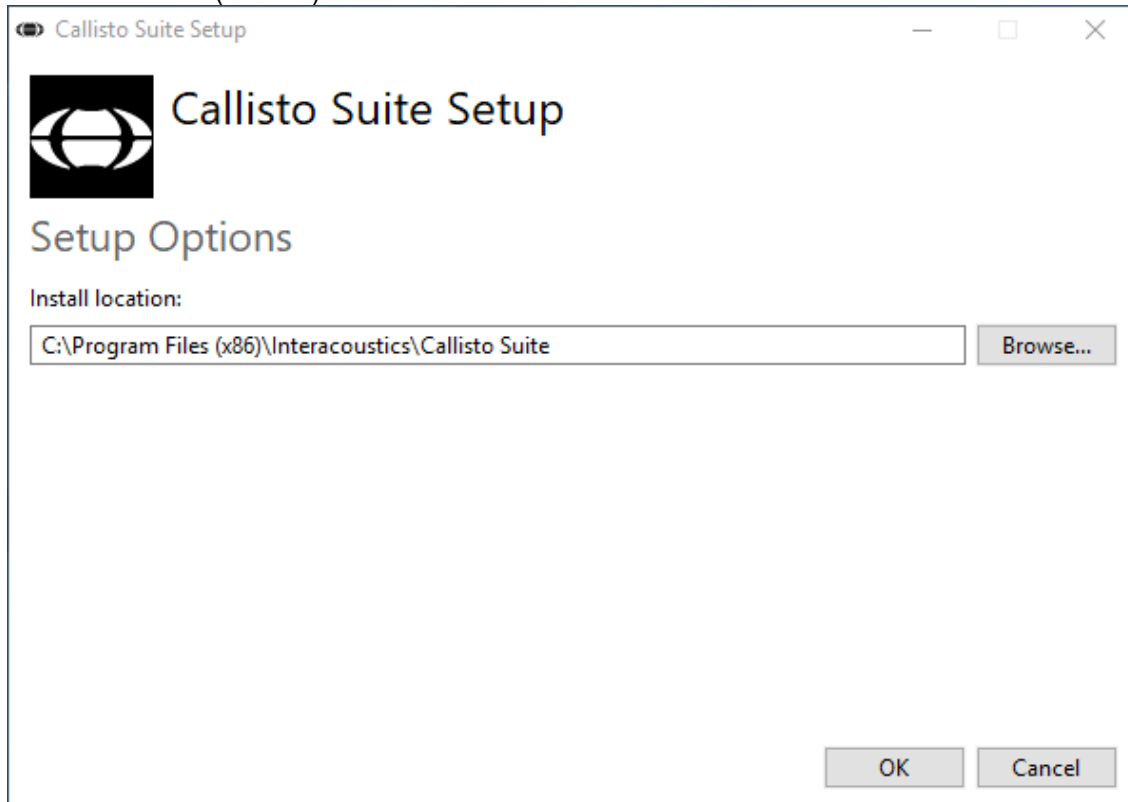 Callisto Suite Setup
Callisto Suite Setup
Setup Options
Install location:
C:\Program Files (x86)\Interacoustics\Callisto Suite
Browse...
OK
Cancel